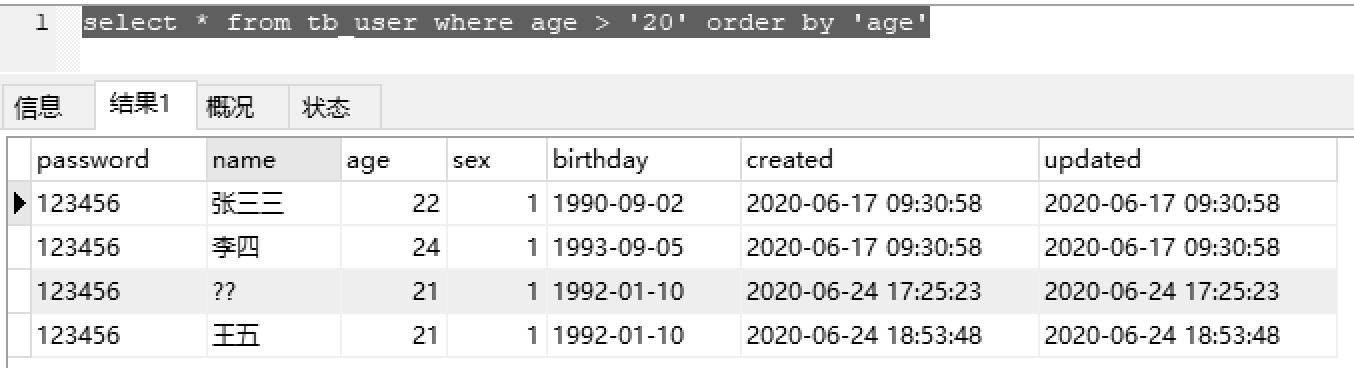 1 select * from tb_user where age > '20' order by 'age'
信息 结果1 概况 状态
password name age sex birthday created updated
123456 张三三 22 1 1990-09-02 2020-06-17 09:30:58 2020-06-17 09:30:58
123456 李四 24 1 1993-09-05 2020-06-17 09:30:58 2020-06-17 09:30:58
123456 ?? 21 1 1992-01-10 2020-06-24 17:25:23 2020-06-24 17:25:23
123456 王五 21 1 1992-01-10 2020-06-24 18:53:48 2020-06-24 18:53:48